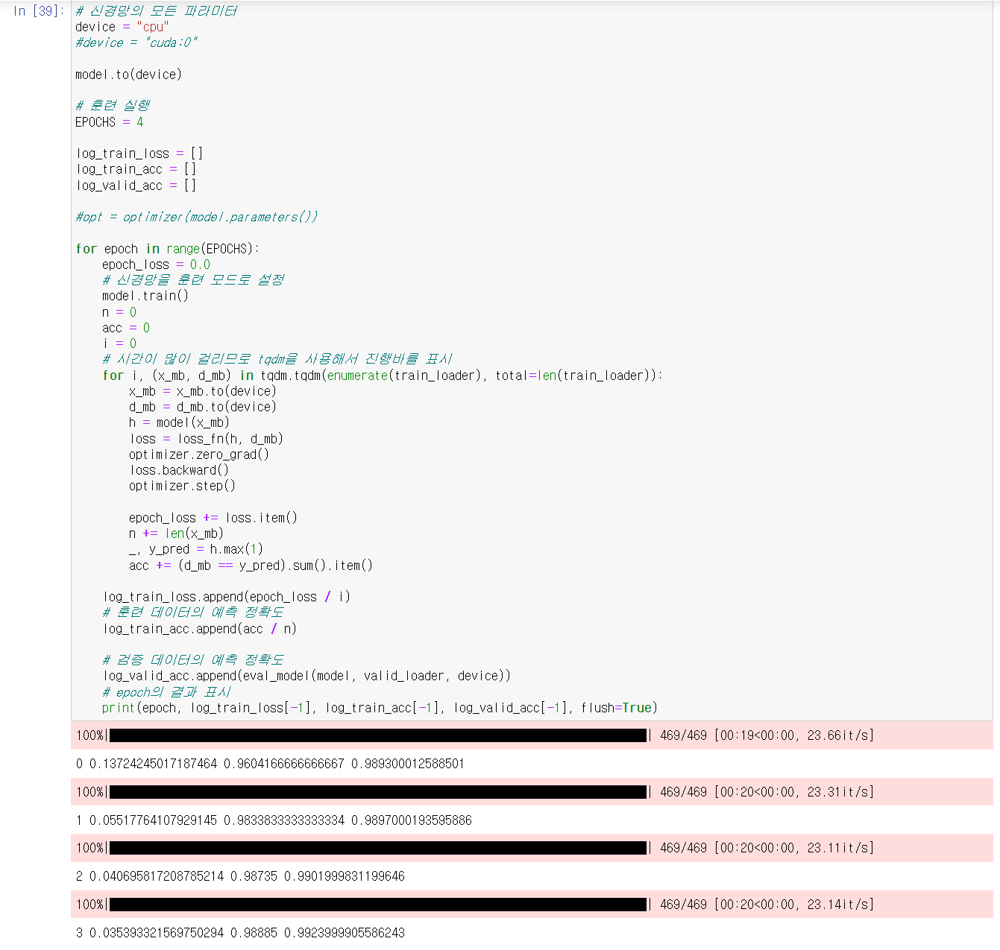 In [39]:
# 신경망의 모든 파라미터
device = "cpu"
#device = "cuda:0"
model.to(device)
# 훈련 실행
EPOCHS = 4
log_train_loss = []
log_train_acc = []
log_valid_acc = []
#opt = optimizer(model.parameters())
for epoch in range(EPOCHS):
    epoch_loss = 0.0
    # 신경망을 훈련 모드로 설정
    model.train()
    n = 0
    acc = 0
    i = 0
    # 시간이 많이 걸리므로 tqdm을 사용해서 진행바를 표시
    for i, (x_mb, d_mb) in tqdm.tqdm(enumerate(train_loader), total=len(train_loader)):
        x_mb = x_mb.to(device)
        d_mb = d_mb.to(device)
        h = model(x_mb)
        loss = loss_fn(h, d_mb)
        optimizer.zero_grad()
        loss.backward()
        optimizer.step()
        epoch_loss += loss.item()
        n += len(x_mb)
        _, y_pred = h.max(1)
        acc += (d_mb == y_pred).sum().item()
    log_train_loss.append(epoch_loss / i)
    # 훈련 데이터의 예측 정확도
    log_train_acc.append(acc / n)
    # 검증 데이터의 예측 정확도
    log_valid_acc.append(eval_model(model, valid_loader, device))
    # epoch의 결과 표시
    print(epoch, log_train_loss[-1], log_train_acc[-1], log_valid_acc[-1], flush=True)
100%|██████████| 469/469 [00:19<00:00, 23.66it/s]
0 0.13724245017187464 0.9604166666666667 0.989300012588501
100%|██████████| 469/469 [00:20<00:00, 23.31it/s]
1 0.05517764107929145 0.9833833333333334 0.9897000193595886
100%|██████████| 469/469 [00:20<00:00, 23.11it/s]
2 0.040695817208785214 0.98735 0.9901999831199646
100%|██████████| 469/469 [00:20<00:00, 23.14it/s]
3 0.035393321569750294 0.98885 0.9923999905586243